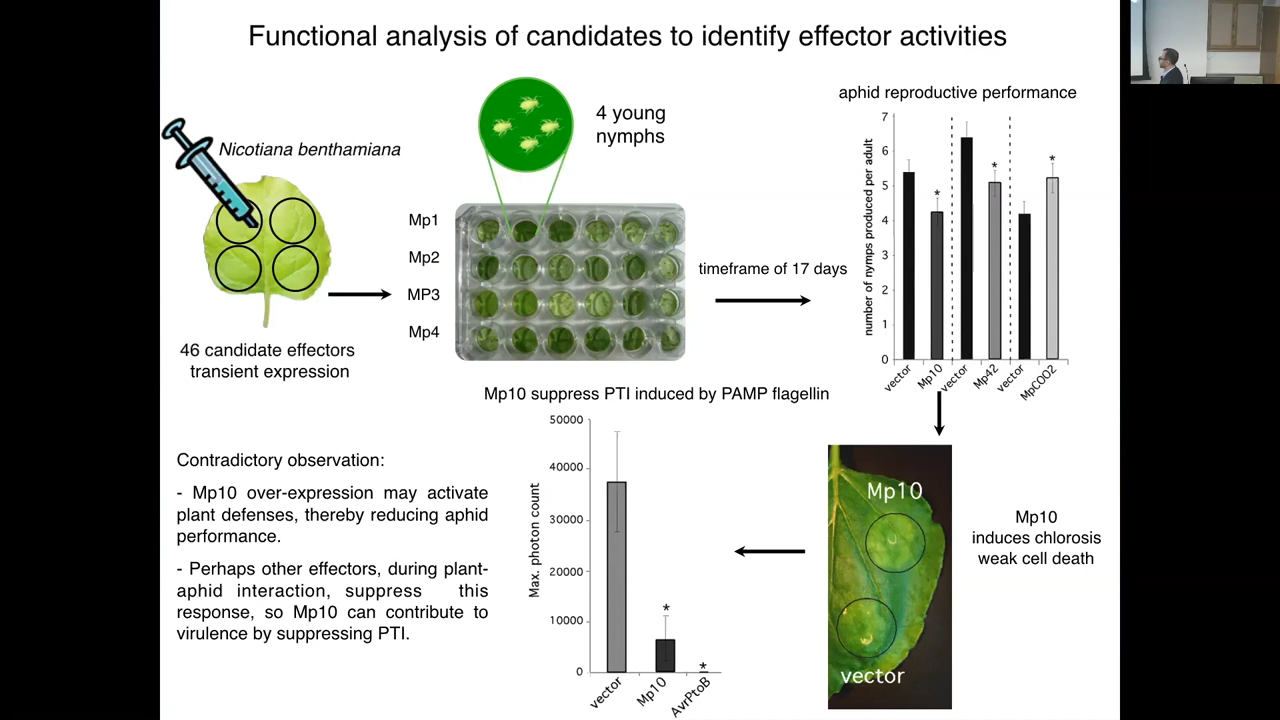 Functional analysis of candidates to identify effector activities
Nicotiana benthamiana
46 candidate effectors
transient expression
4 young
nymphs
Mp1
Mp2
MP3
Mp4
timeframe of 17 days
aphid reproductive performance
number of nymps produced per adult
7
6
5
4
3
2
1
0
*
*
*
vector
Mp10
vector
Mp42
vector
MpC002
Mp10 suppress PTI induced by PAMP flagellin
Max. photon count
50000
40000
30000
20000
10000
0
*
*
vector
Mp10
AvrPtoB
Mp10
vector
Mp10
induces chlorosis
weak cell death
Contradictory observation:
- Mp10 over-expression may activate
plant defenses, thereby reducing aphid
performance.
- Perhaps other effectors, during plant-
aphid interaction, suppress this
response, so Mp10 can contribute to
virulence by suppressing PTI.